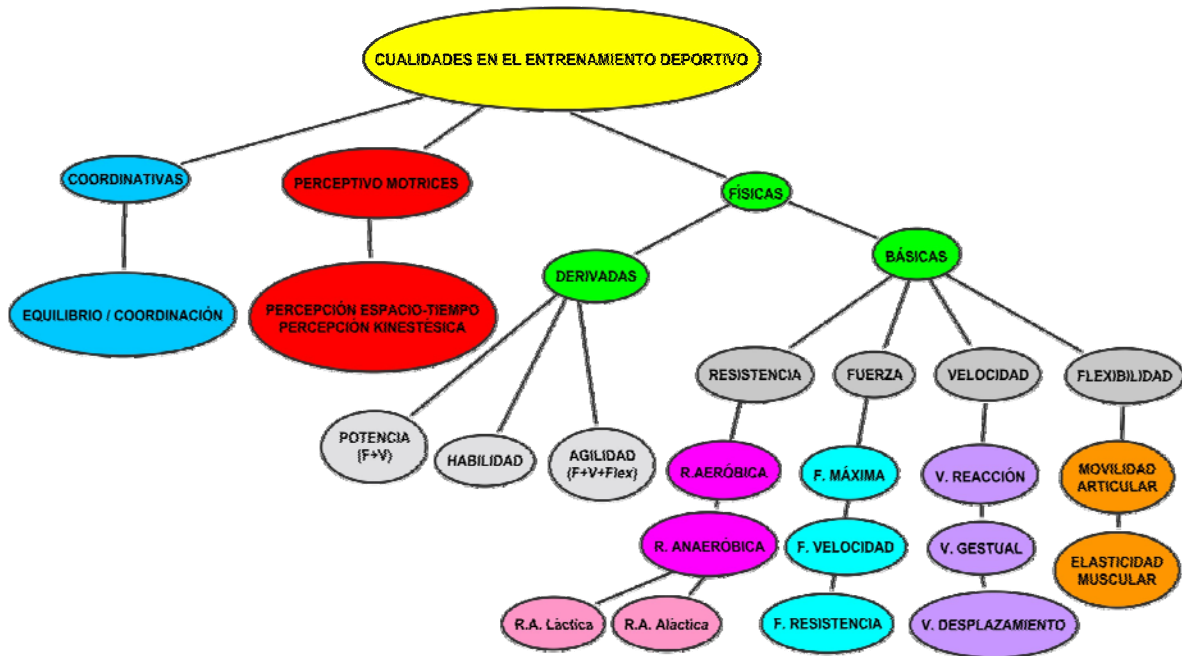 CUALIDADES EN EL ENTRENAMIENTO DEPORTIVO
COORDINATIVAS
PERCEPTIVO MOTRICES
FÍSICAS
DERIVADAS
BÁSICAS
EQUILIBRIO / COORDINACIÓN
PERCEPCIÓN ESPACIO-TIEMPO
PERCEPCIÓN KINESTÉSICA
RESISTENCIA
FUERZA
VELOCIDAD
FLEXIBILIDAD
POTENCIA
(F+V)
HABILIDAD
AGILIDAD
(F+V+Flex)
R.AERÓBICA
F. MÁXIMA
V. REACCIÓN
MOVILIDAD
ARTICULAR
R. ANAERÓBICA
F. VELOCIDAD
V. GESTUAL
ELASTICIDAD
MUSCULAR
R.A. Láctica
R.A. Aláctica
F. RESISTENCIA
V. DESPLAZAMIENTO